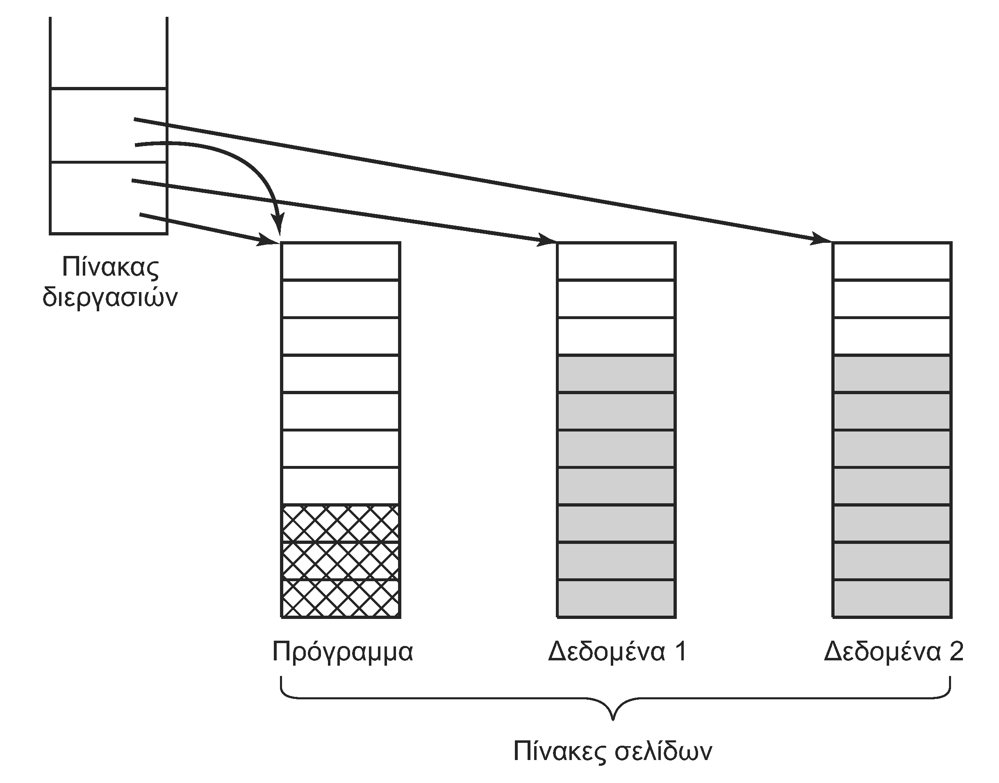 Πίνακας
διεργασιών
Πρόγραμμα
Δεδομένα 1
Δεδομένα 2
Πίνακες σελίδων